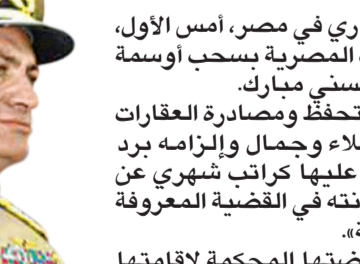 ري في مصر، أمس الأول،
المصرية بسحب أوسمة
سني مبارك.
تحفظ ومصادرة العقارات
لاء وجمال وإلزامه برد
عليها كراتب شهري عن
نته في القضية المعروفة
».
ضتها المحكمة لإقامتها